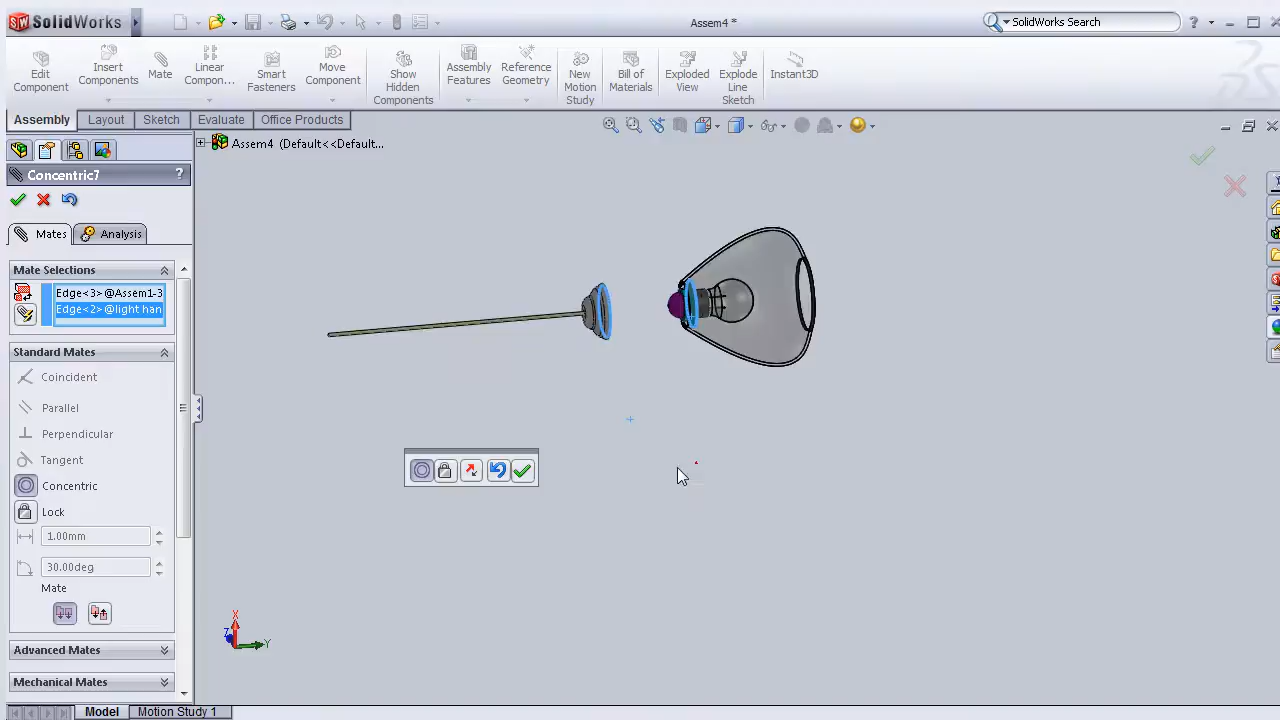 SolidWorks
Assem4 *
SolidWorks Search
?
Edit Component
Insert Components
Mate
Linear Compon...
Smart Fasteners
Move Component
Show Hidden Components
Assembly Features
Reference Geometry
New Motion Study
Bill of Materials
Exploded View
Explode Line Sketch
Instant3D
Assembly
Layout
Sketch
Evaluate
Office Products
Assem4 (Default<<Default...
Concentric7
?
Mates
Analysis
Mate Selections
Edge<3>@Assem1-3
Edge<2>@light han
Standard Mates
Coincident
Parallel
Perpendicular
Tangent
Concentric
Lock
1.00mm
30.00deg
Mate
Advanced Mates
Mechanical Mates
X
Z
Y
Model
Motion Study 1